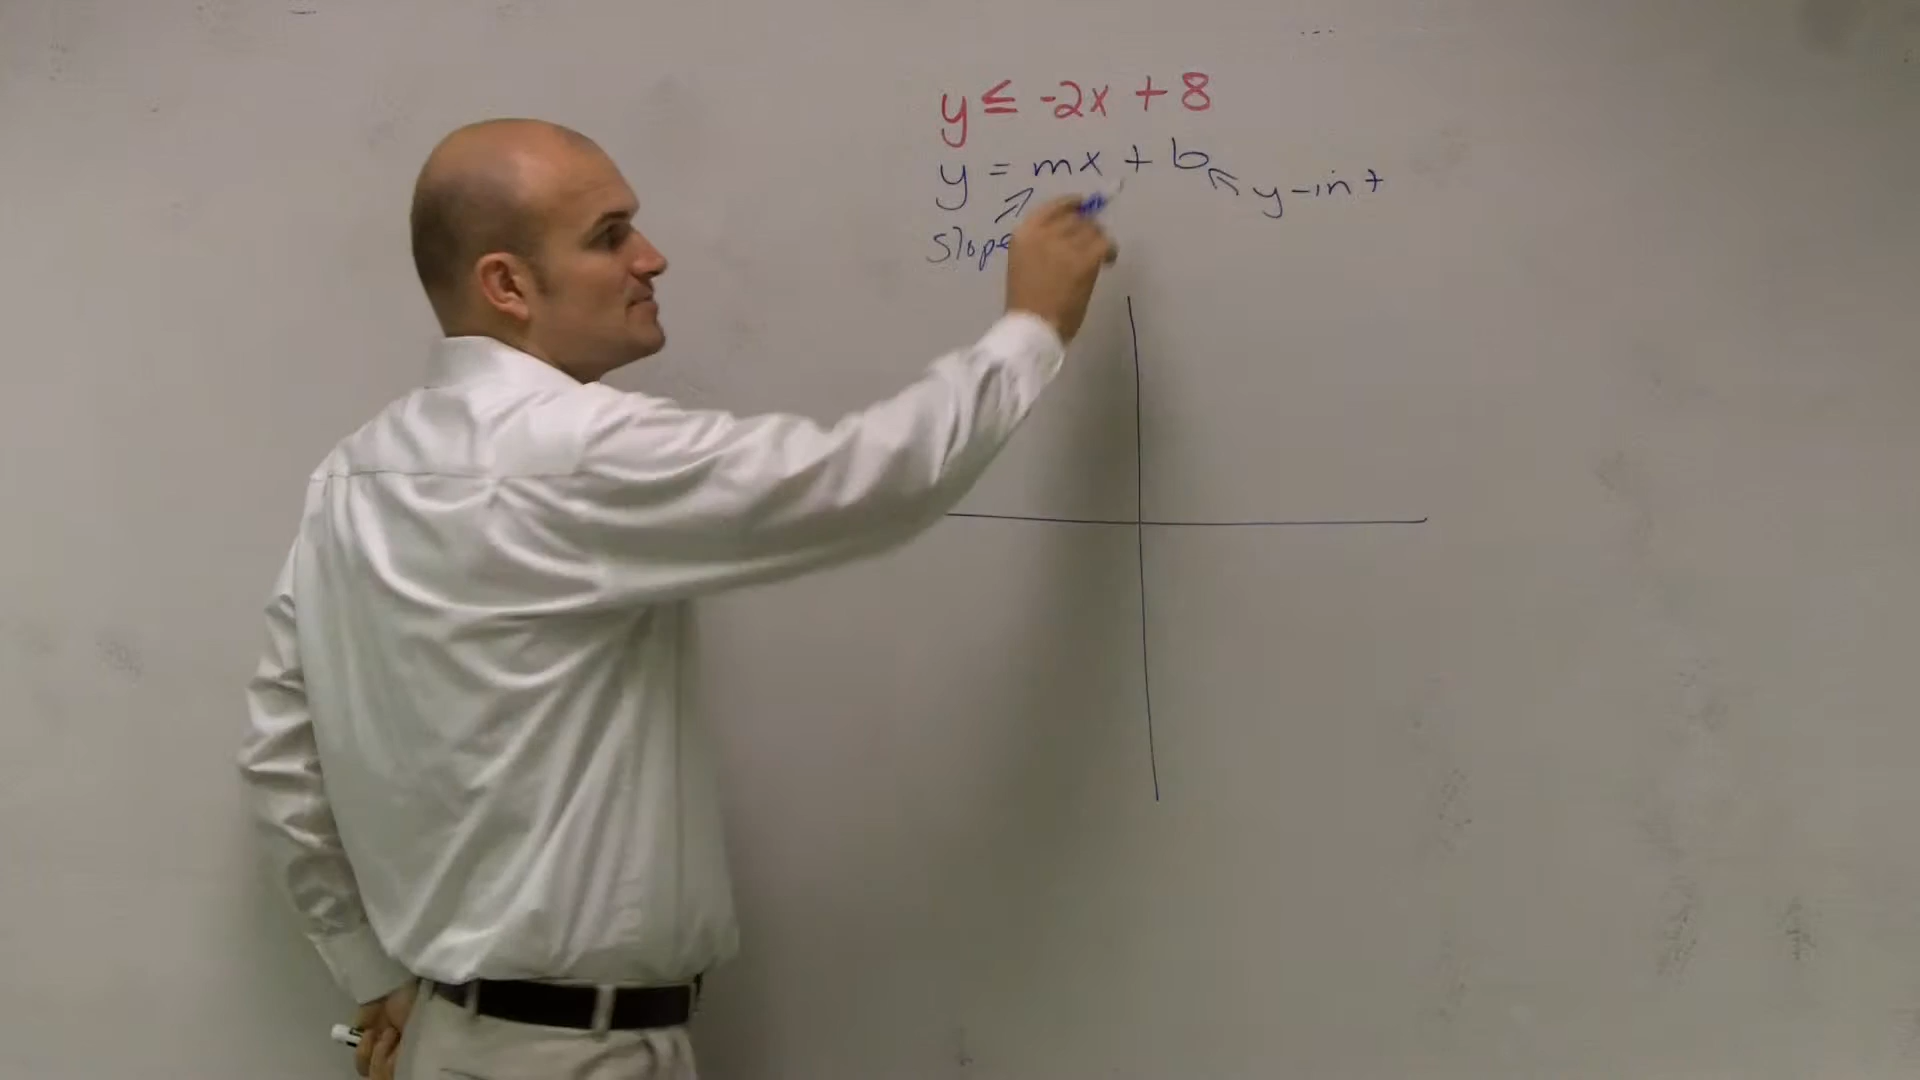 y ≤ -2x + 8
y = mx + b
y-int
slope